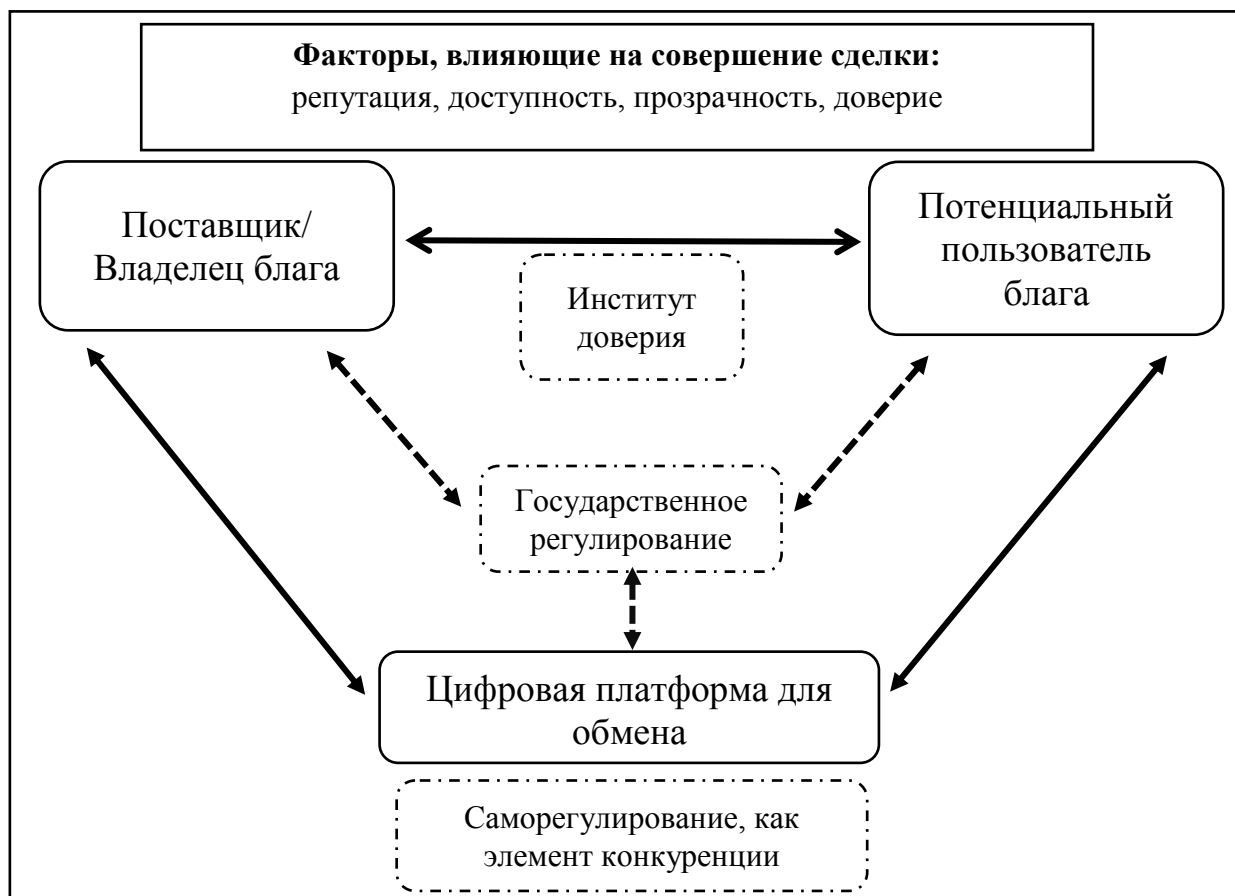 Факторы, влияющие на совершение сделки:
репутация, доступность, прозрачность, доверие
Поставщик/
Владелец блага
Потенциальный
пользователь
блага
Институт
доверия
Государственное
регулирование
Цифровая платформа для
обмена
Саморегулирование, как
элемент конкуренции